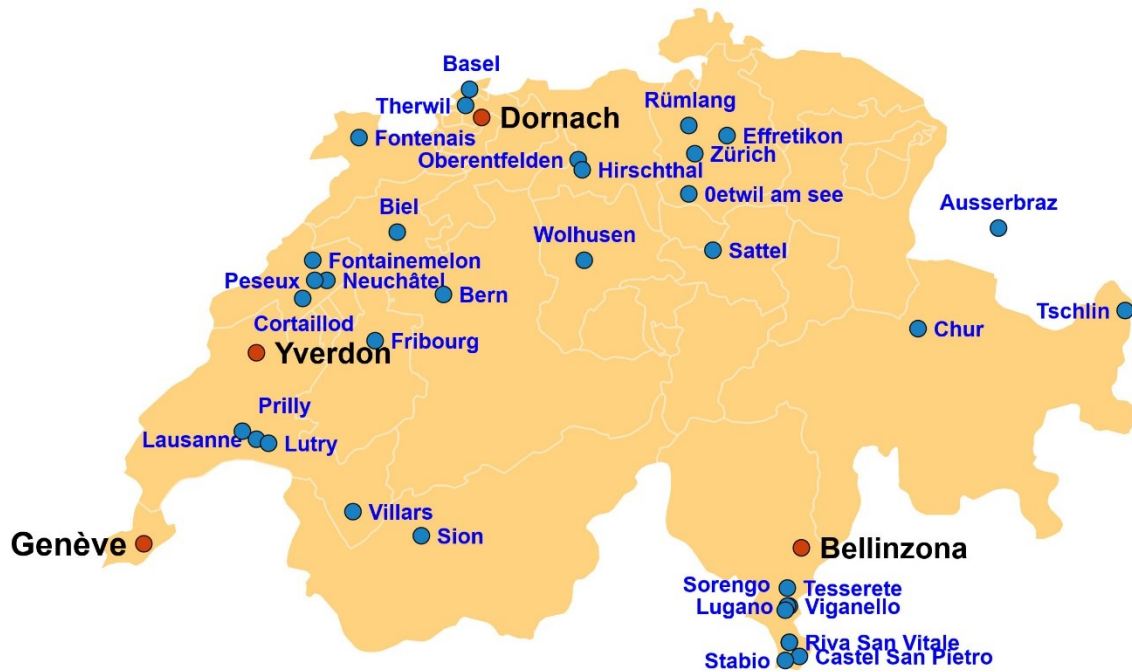 Basel
Therwil
Dornach
Rümlang
Fontenais
Effretikon
Oberentfelden
Zürich
Hirschthal
0etwil am see
Ausserbraz
Biel
Wolhusen
Sattel
Fontainemelon
Peseux
Neuchâtel
Bern
Tschlin
Cortaillod
Chur
Fribourg
Yverdon
Prilly
Lausanne
Lutry
Villars
Sion
Genève
Bellinzona
Sorengo
Tesserete
Lugano
Viganello
Riva San Vitale
Stabio
Castel San Pietro